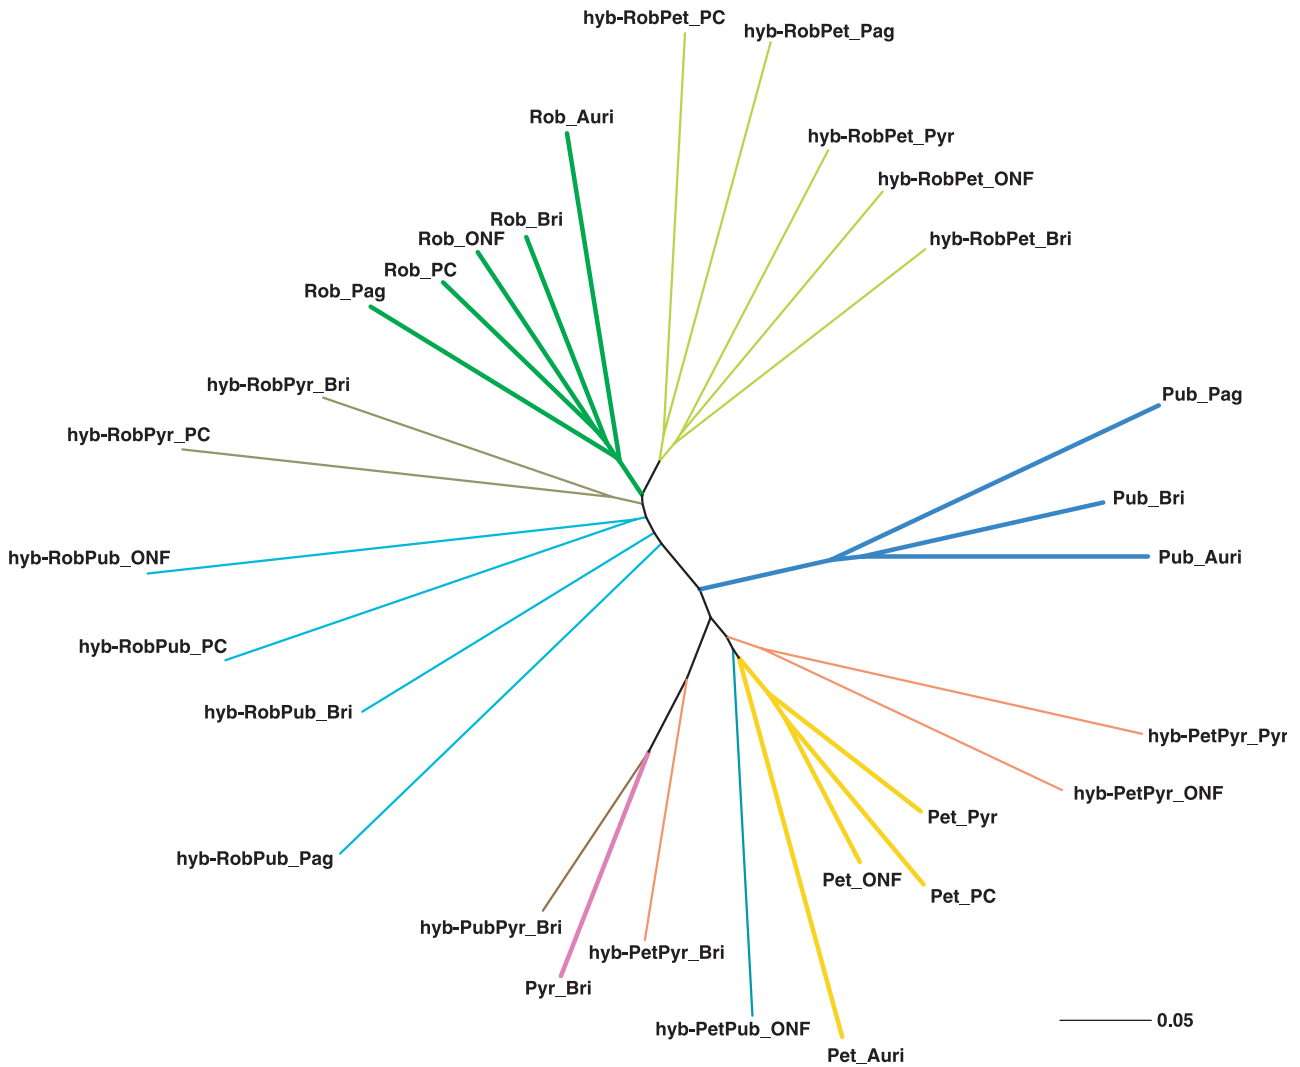 hyb-RobPet_PC
hyb-RobPet_Pag
Rob_Auri
hyb-RobPet_Pyr
hyb-RobPet_ONF
Rob_Bri
Rob_ONF
hyb-RobPet_Bri
Rob_PC
Rob_Pag
hyb-RobPyr_Bri
Pub_Pag
hyb-RobPyr_PC
Pub_Bri
hyb-RobPub_ONF
Pub_Auri
hyb-RobPub_PC
hyb-RobPub_Bri
hyb-PetPyr_Pyr
hyb-PetPyr_ONF
Pet_Pyr
hyb-RobPub_Pag
Pet_ONF
Pet_PC
hyb-PubPyr_Bri
hyb-PetPyr_Bri
Pyr_Bri
0.05
hyb-PetPub_ONF
Pet_Auri